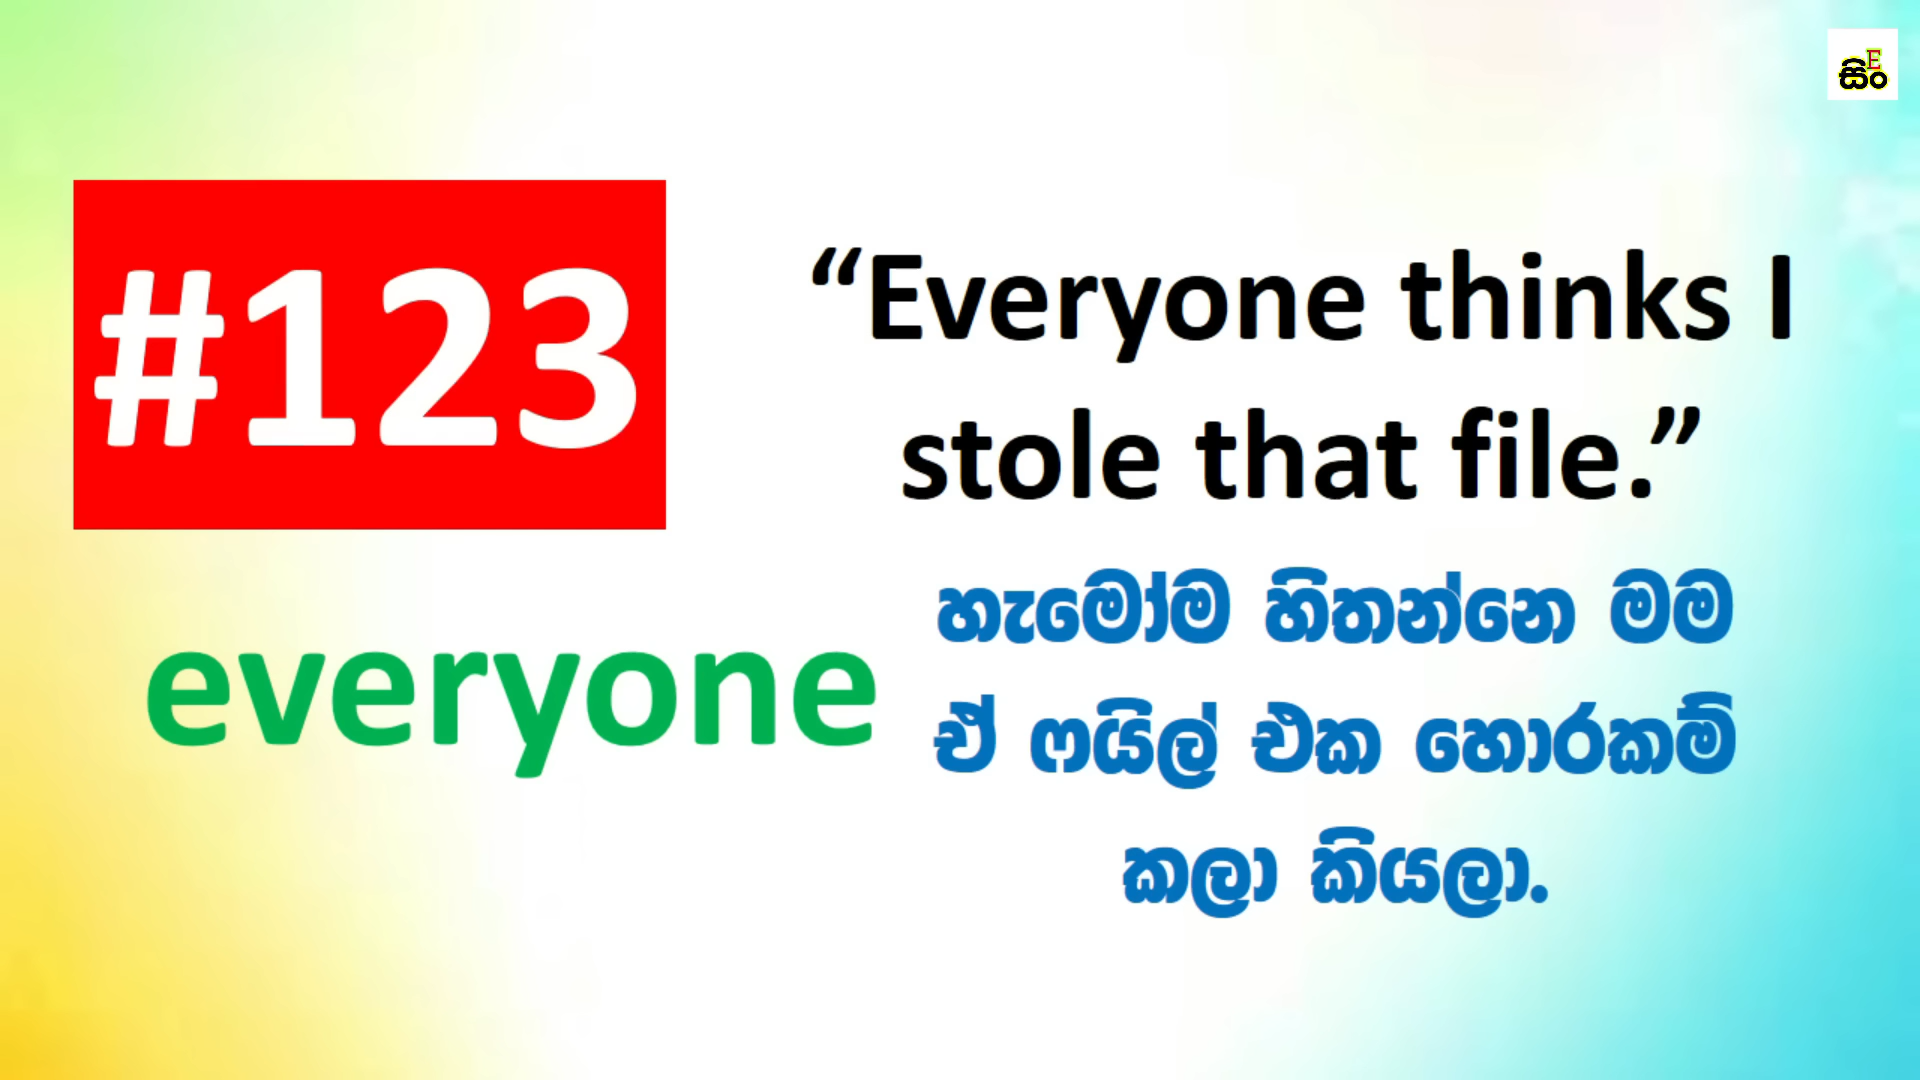 සිං
E
#123
“Everyone thinks I
stole that file.”
everyone
හැමෝම හිතන්නෙ මම
ඒ ෆයිල් එක හොරකම්
කලා කියලා.